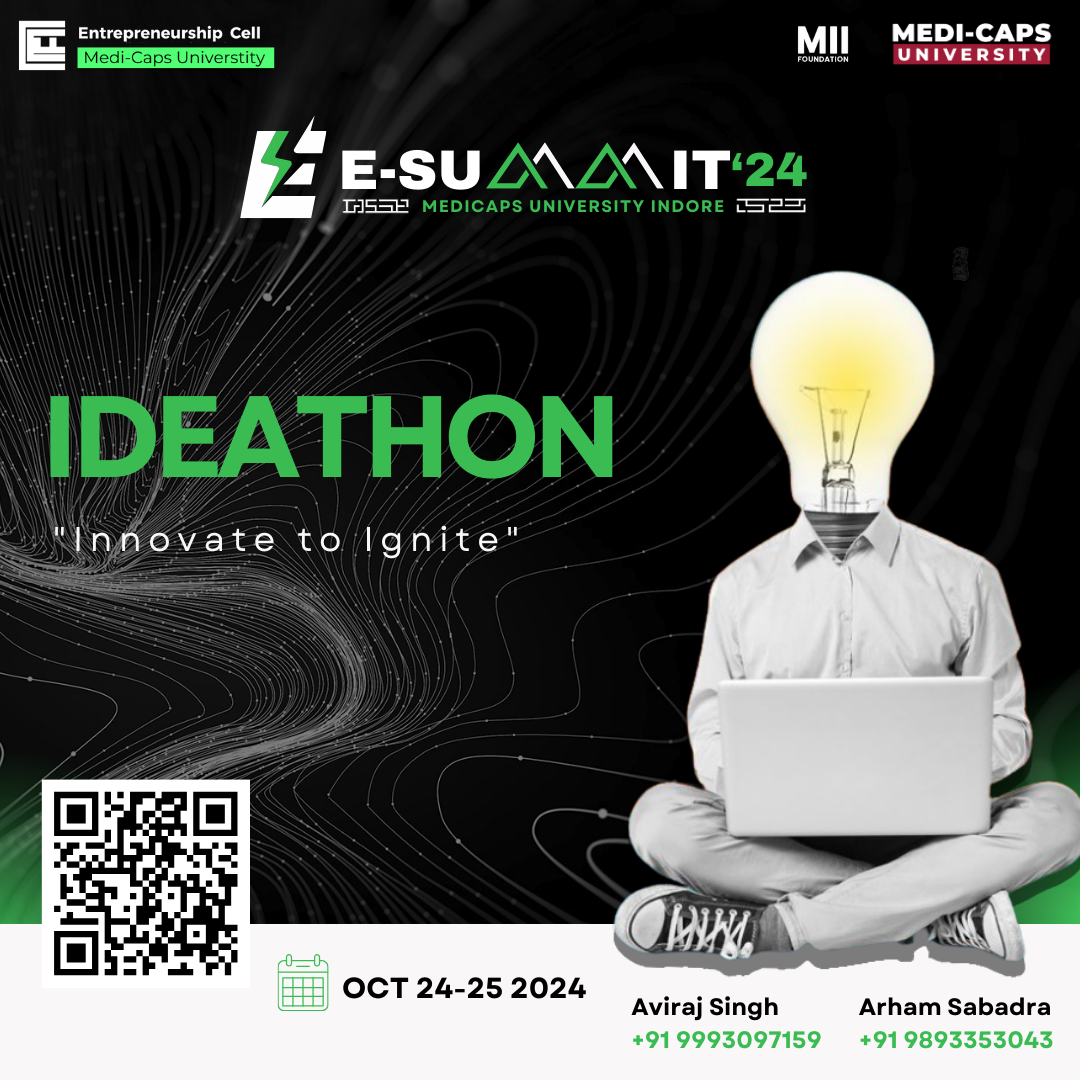 Entrepreneurship Cell
Medi-Caps Universtity
MII
FOUNDATION
MEDI-CAPS
UNIVERSITY
E-SUMMIT‘24
MEDICAPS UNIVERSITY INDORE
IDEATHON
"Innovate to Ignite"
OCT 24-25 2024
Aviraj Singh
+91 9993097159
Arham Sabadra
+91 9893353043